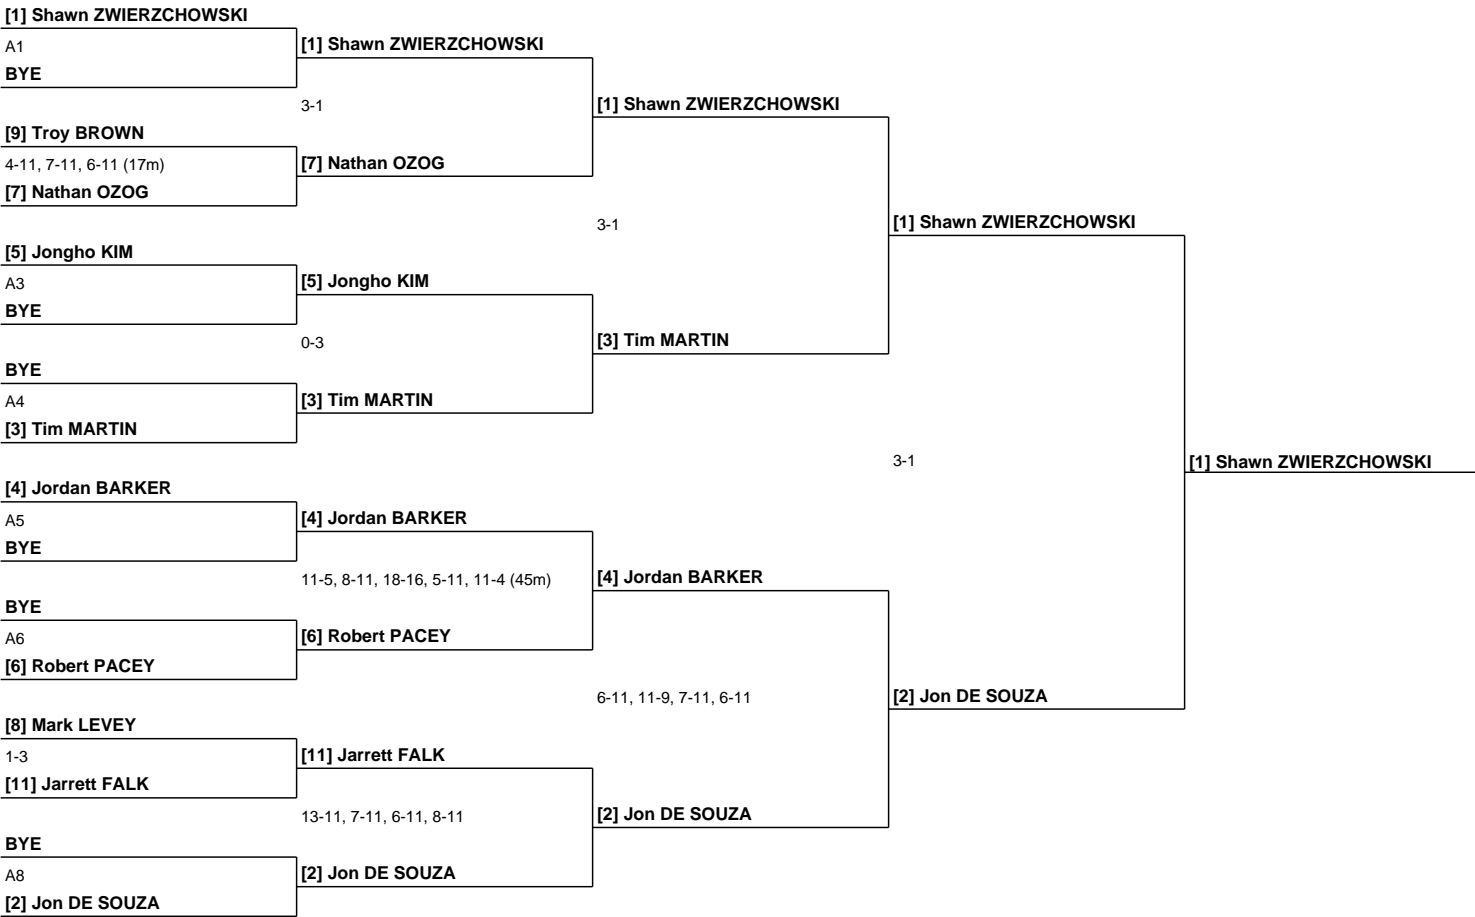 [1] Shawn ZWIERZCHOWSKI
A1
BYE
[9] Troy BROWN
4-11, 7-11, 6-11 (17m)
[7] Nathan OZOG
[5] Jongho KIM
A3
BYE
BYE
A4
[3] Tim MARTIN
[4] Jordan BARKER
A5
BYE
BYE
A6
[6] Robert PACEY
[8] Mark LEVEY
1-3
[11] Jarrett FALK
BYE
A8
[2] Jon DE SOUZA
[1] Shawn ZWIERZCHOWSKI
3-1
[7] Nathan OZOG
[5] Jongho KIM
0-3
[3] Tim MARTIN
[4] Jordan BARKER
11-5, 8-11, 18-16, 5-11, 11-4 (45m)
[6] Robert PACEY
[11] Jarrett FALK
13-11, 7-11, 6-11, 8-11
[2] Jon DE SOUZA
[1] Shawn ZWIERZCHOWSKI
3-1
[3] Tim MARTIN
[4] Jordan BARKER
6-11, 11-9, 7-11, 6-11
[2] Jon DE SOUZA
[1] Shawn ZWIERZCHOWSKI
3-1
[2] Jon DE SOUZA
[1] Shawn ZWIERZCHOWSKI